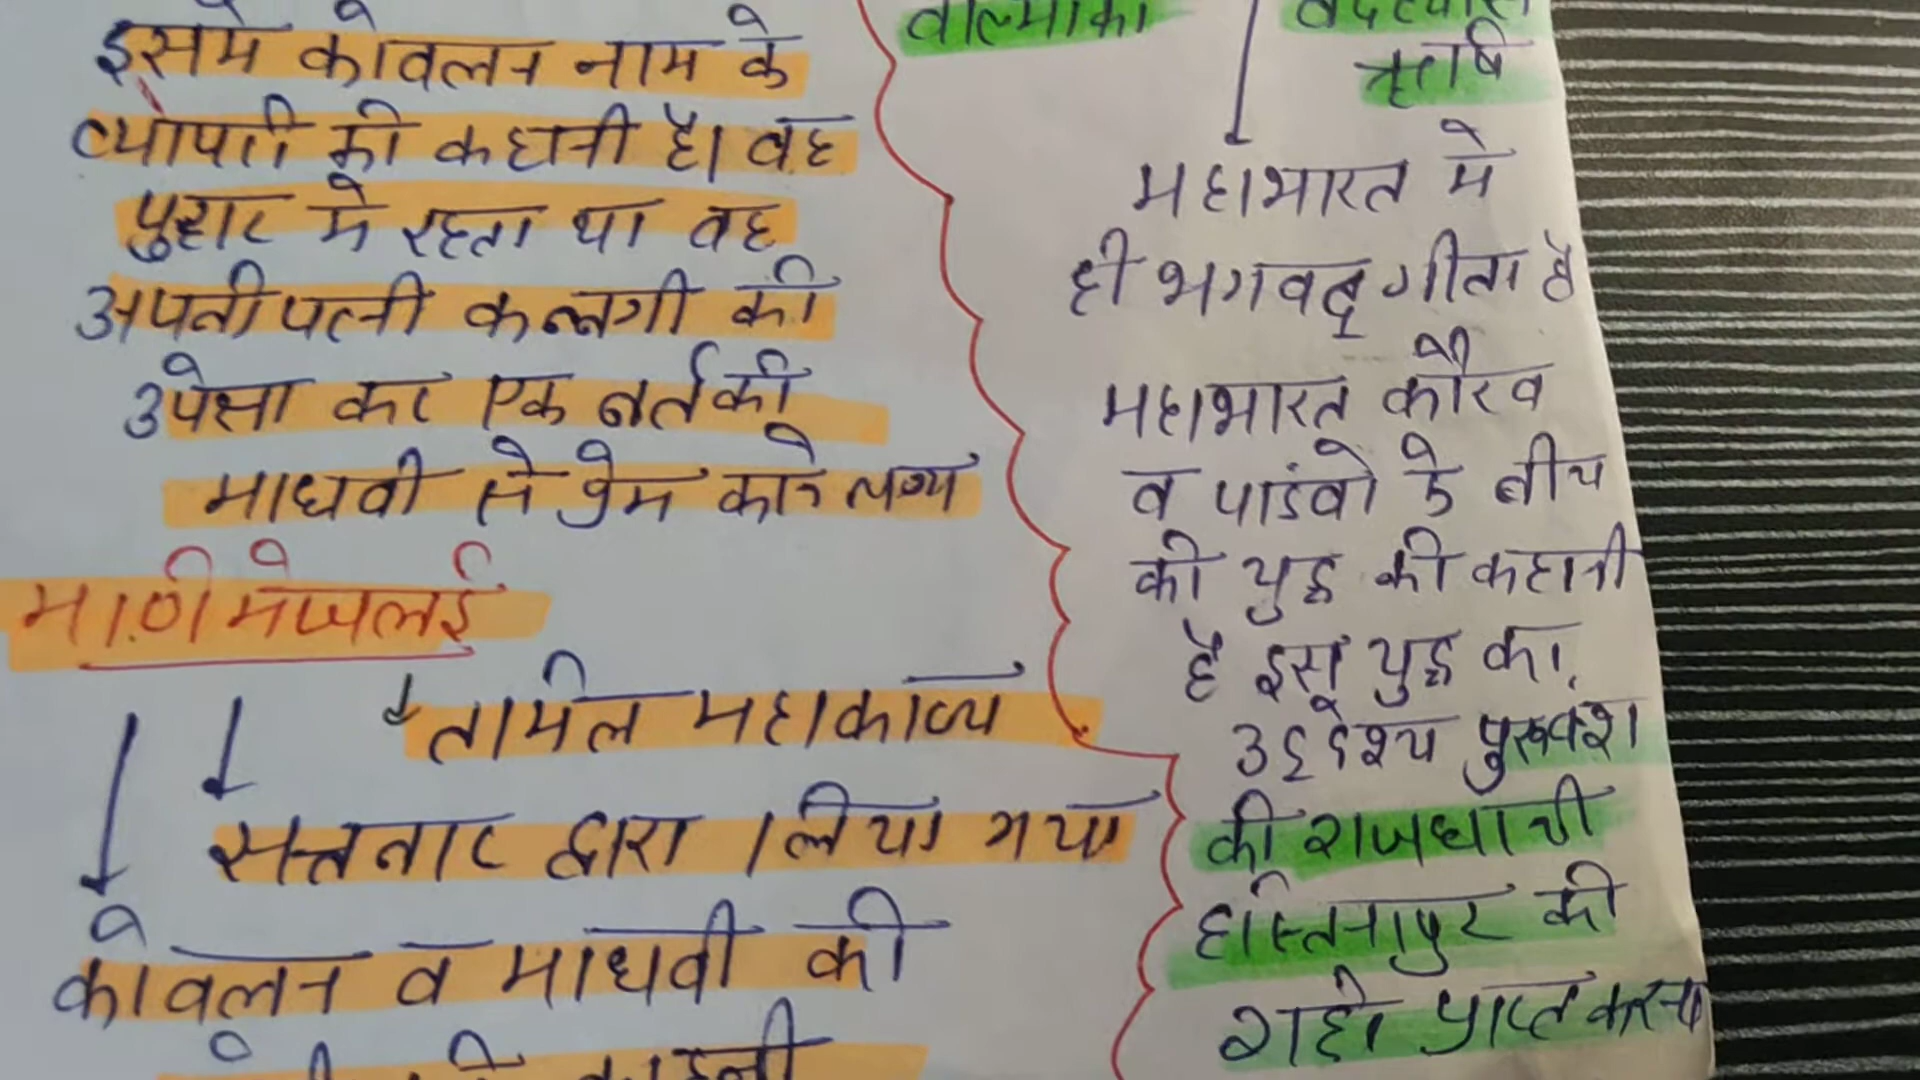 इसमे कोवलन नाम के
व्यापारी की कहानी है। वह
पुहार मे रहता था वह
अपनी पत्नी कन्नगी की
उपेक्षा कर एक नर्तकी
माधवी से प्रेम करने लगा
मणिमेखलई
तमिल महाकाव्य
सत्तनार द्वारा लिखा गया
कोवलन व माधवी की
वाल्मीकी
वेदव्यास
ऋषि
महाभारत मे
ही भगवद् गीता है
महाभारत कौरव
व पांडवो के बीच
की युद्ध की कहानी
है इस युद्ध का
उद्देश्य पुरुवंश
की राजधानी
हस्तिनापुर की
गद्दी प्राप्त करना